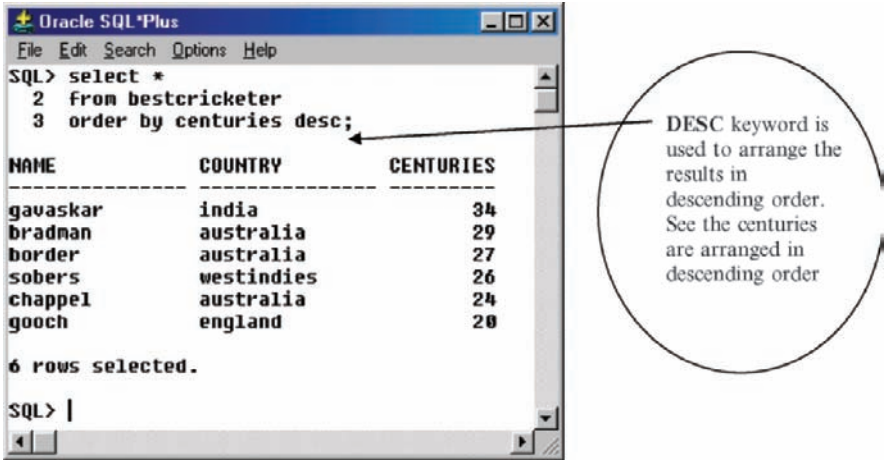 Oracle SQL*Plus
File Edit Search Options Help
SQL> select *
2 from bestcricketer
3 order by centuries desc;
NAME COUNTRY CENTURIES
--------------- --------------- ---------
gavaskar india 34
bradman australia 29
border australia 27
sobers westindies 26
chappel australia 24
gooch england 20
6 rows selected.
SQL>
DESC keyword is
used to arrange the
results in
descending order.
See the centuries
are arranged in
descending order